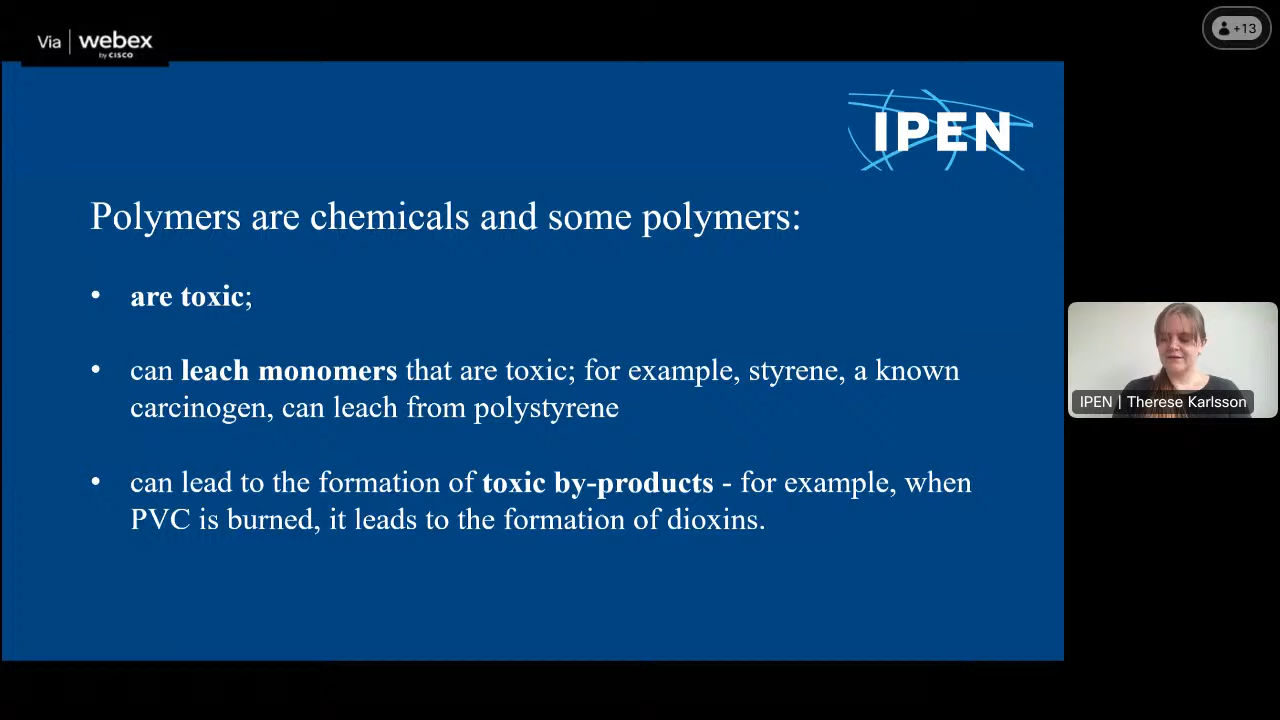 Via | webex
by CISCO
+13
IPEN
Polymers are chemicals and some polymers:
• are toxic;
• can leach monomers that are toxic; for example, styrene, a known
carcinogen, can leach from polystyrene
• can lead to the formation of toxic by-products - for example, when
PVC is burned, it leads to the formation of dioxins.
IPEN | Therese Karlsson